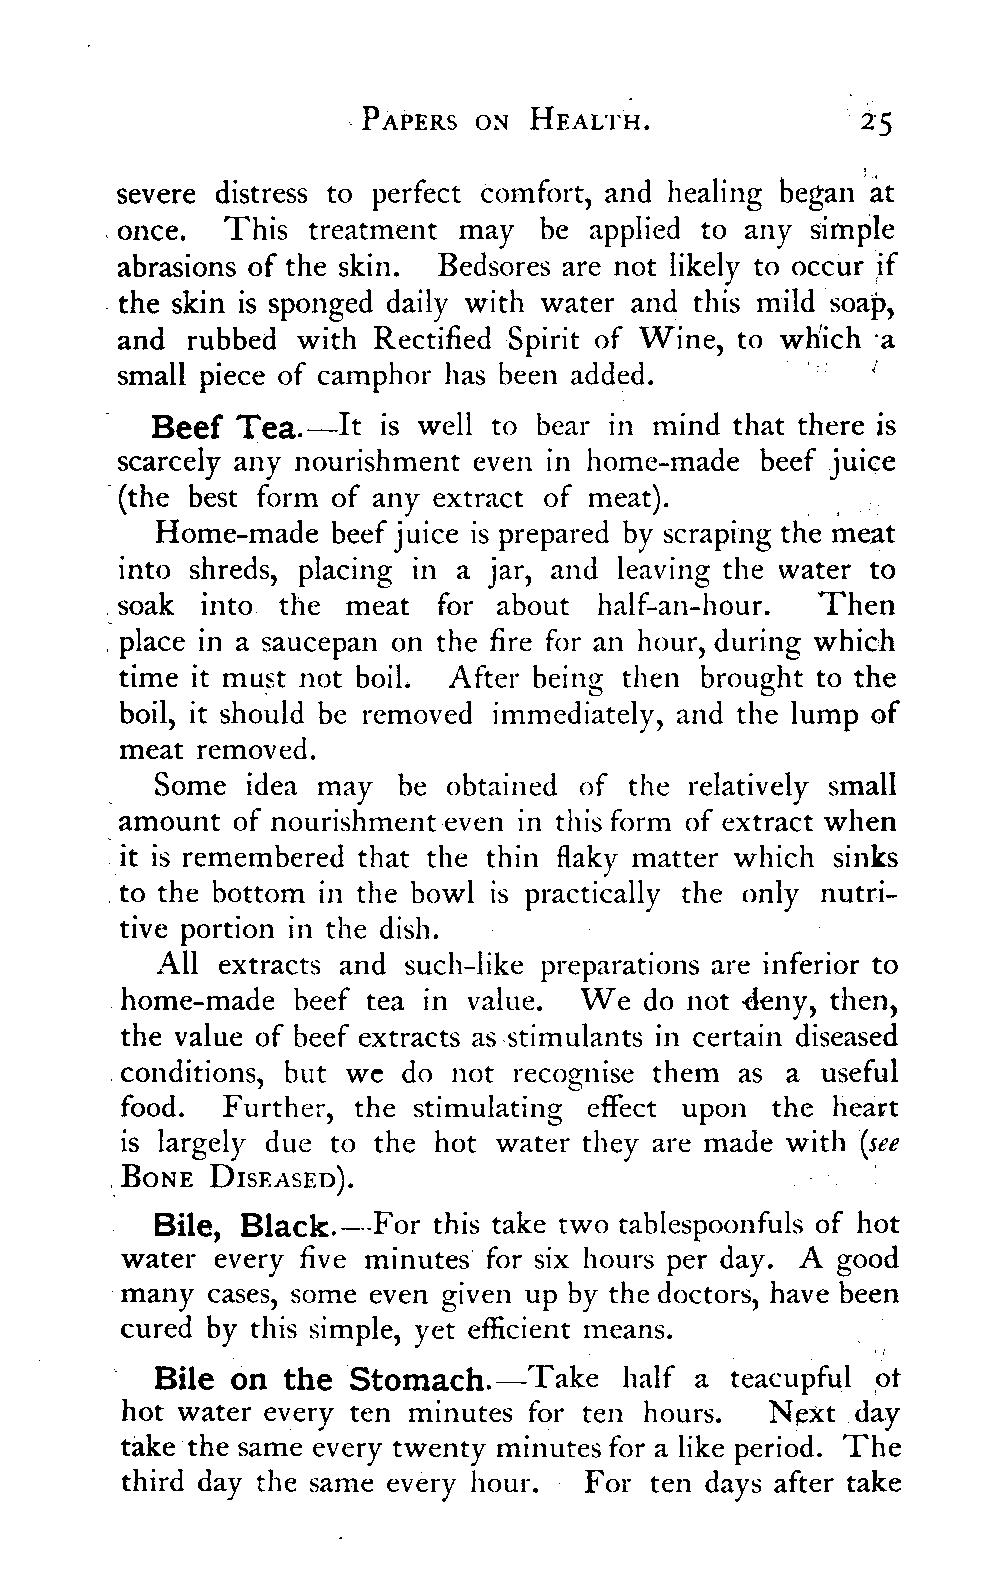 PAPERS ON HEALTH. 25
severe distress to perfect comfort, and healing began at
once. This treatment may be applied to any simple
abrasions of the skin. Bedsores are not likely to occur if
the skin is sponged daily with water and this mild soap,
and rubbed with Rectified Spirit of Wine, to which a
small piece of camphor has been added.
Beef Tea.—It is well to bear in mind that there is
scarcely any nourishment even in home-made beef juice
(the best form of any extract of meat).
Home-made beef juice is prepared by scraping the meat
into shreds, placing in a jar, and leaving the water to
soak into the meat for about half-an-hour. Then
place in a saucepan on the fire for an hour, during which
time it must not boil. After being then brought to the
boil, it should be removed immediately, and the lump of
meat removed.
Some idea may be obtained of the relatively small
amount of nourishment even in this form of extract when
it is remembered that the thin flaky matter which sinks
to the bottom in the bowl is practically the only nutri-
tive portion in the dish.
All extracts and such-like preparations are inferior to
home-made beef tea in value. We do not deny, then,
the value of beef extracts as stimulants in certain diseased
conditions, but we do not recognise them as a useful
food. Further, the stimulating effect upon the heart
is largely due to the hot water they are made with (see
BONE DISEASED).
Bile, Black.—For this take two tablespoonfuls of hot
water every five minutes for six hours per day. A good
many cases, some even given up by the doctors, have been
cured by this simple, yet efficient means.
Bile on the Stomach.—Take half a teacupful of
hot water every ten minutes for ten hours. Next day
take the same every twenty minutes for a like period. The
third day the same every hour. For ten days after take